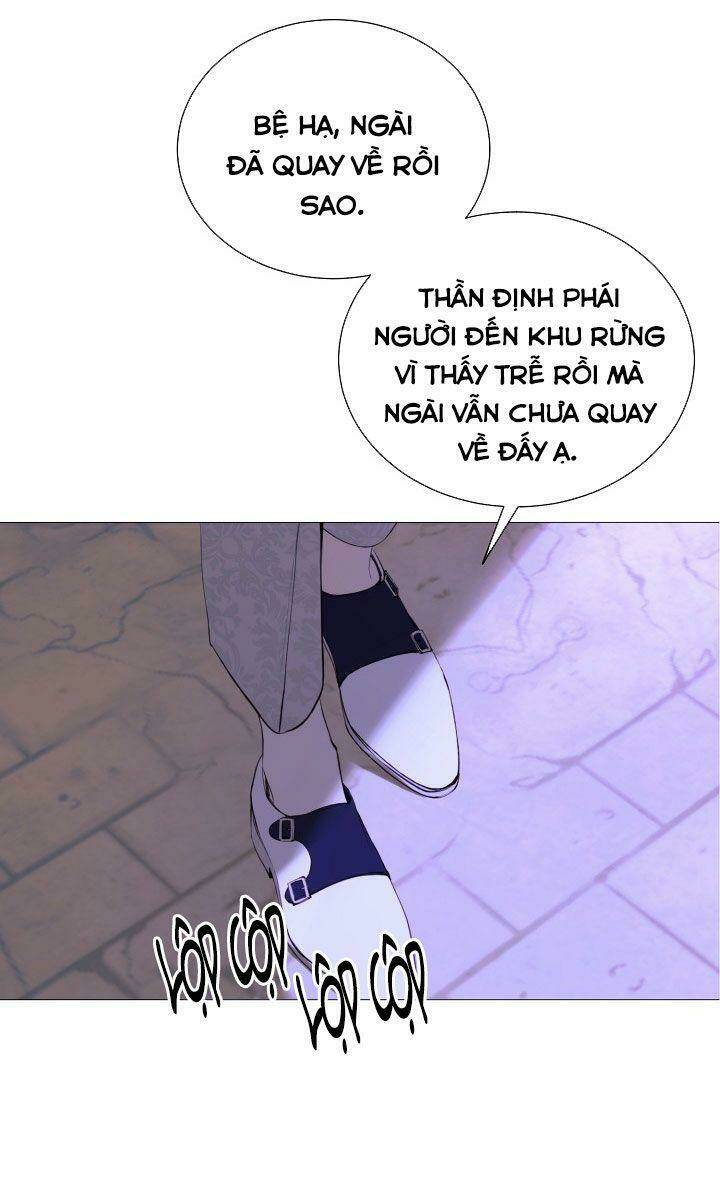 BỆ HẠ, NGÀI
ĐÃ QUAY VỀ RỒI
SAO.
THẦN ĐỊNH PHÁI
NGƯỜI ĐẾN KHU RỪNG
VÌ THẤY TRỄ RỒI MÀ
NGÀI VẪN CHƯA QUAY
VỀ ĐẤY Ạ.
LỘP CỘP
LỘP CỘP